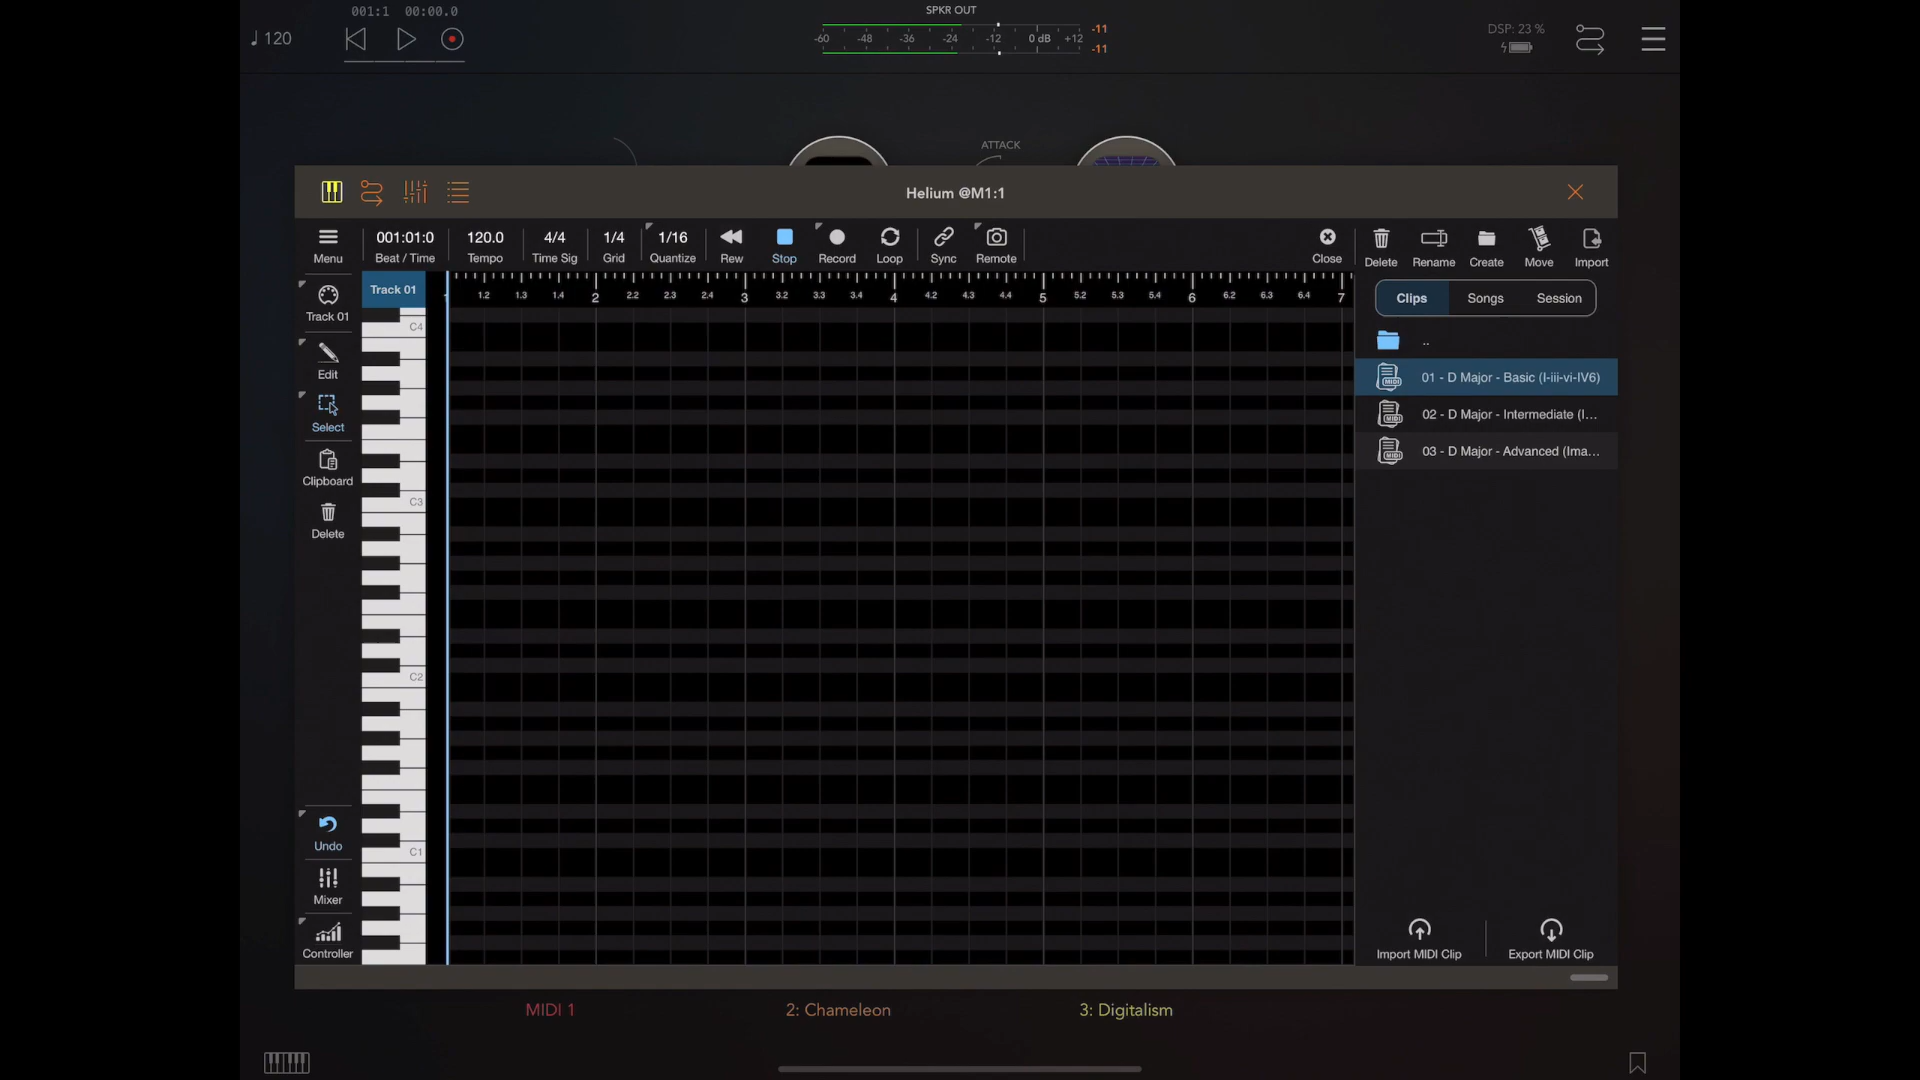 001:1 00:00.0
SPKR OUT
♩ 120
-60 -48 -36 -24 -12 0 dB +12
-11
-11
DSP: 23 %
ATTACK
Helium @M1:1
Menu
001:01:0
Beat / Time
120.0
Tempo
4/4
Time Sig
1/4
Grid
1/16
Quantize
Rew
Stop
Record
Loop
Sync
Remote
Close
Delete
Rename
Create
Move
Import
Track 01
1 1.2 1.3 1.4 2 2.2 2.3 2.4 3 3.2 3.3 3.4 4 4.2 4.3 4.4 5 5.2 5.3 5.4 6 6.2 6.3 6.4 7
Clips
Songs
Session
Track 01
Edit
Select
Clipboard
Delete
Undo
Mixer
Controller
C4
C3
C2
C1
..
MIDI 01 - D Major - Basic (I-iii-vi-IV6)
MIDI 02 - D Major - Intermediate (I...
MIDI 03 - D Major - Advanced (Ima...
Import MIDI Clip
Export MIDI Clip
MIDI 1
2: Chameleon
3: Digitalism